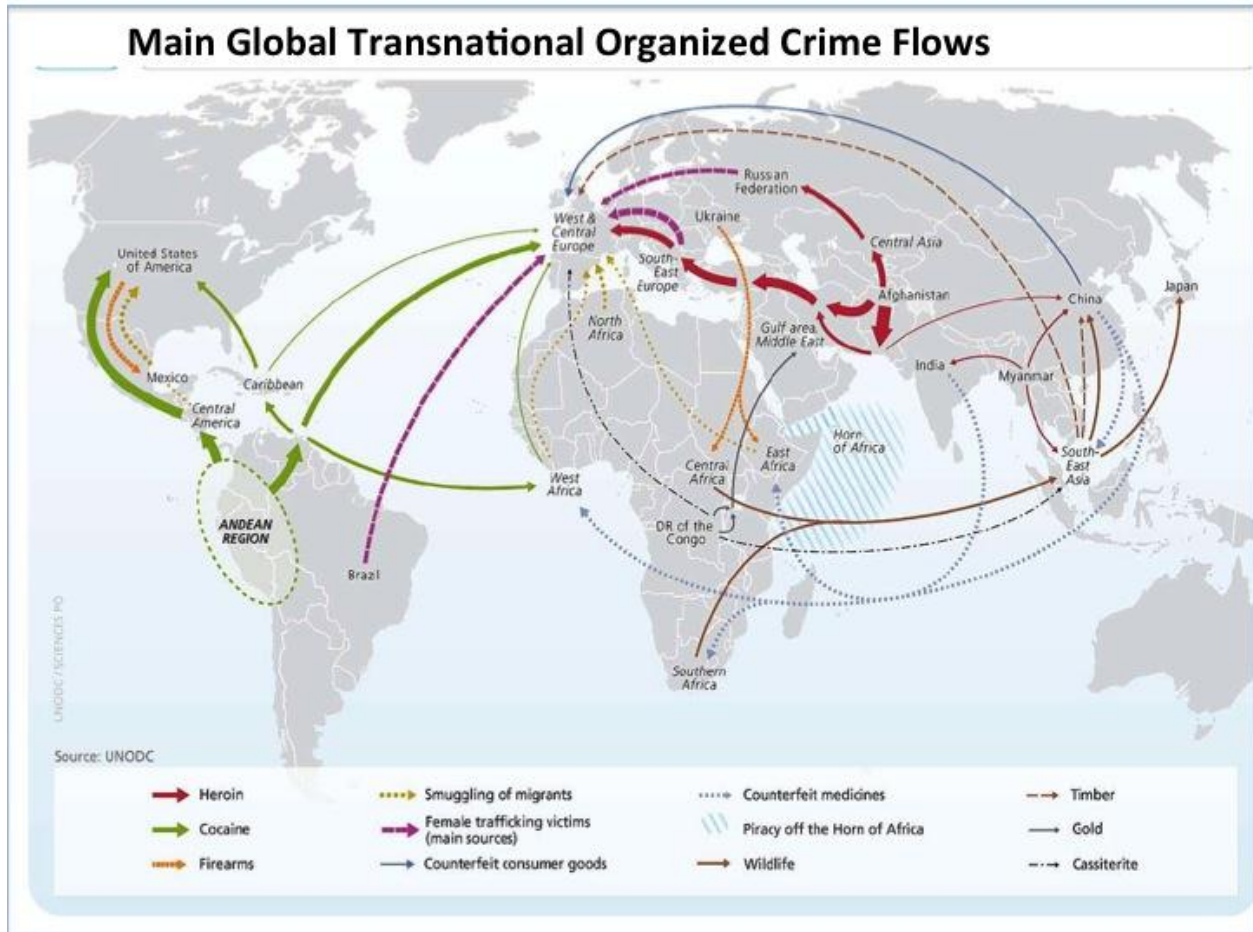 Main Global Transnational Organized Crime Flows
Russian
Federation
West &
Central
Europe
Ukraine
Central Asia
United States
of America
South-
East
Europe
Afghanistan
China
Japan
North
Africa
Gulf area,
Middle East
Mexico
Caribbean
India
Myanmar
Central
America
Horn
of Africa
West
Africa
Central
Africa
East
Africa
South-
East
Asia
ANDEAN
REGION
DR of the
Congo
Brazil
Southern
Africa
UNODC / SCIENCES PO
Source: UNODC
Heroin
Cocaine
Firearms
Smuggling of migrants
Female trafficking victims
(main sources)
Counterfeit consumer goods
Counterfeit medicines
Piracy off the Horn of Africa
Wildlife
Timber
Gold
Cassiterite